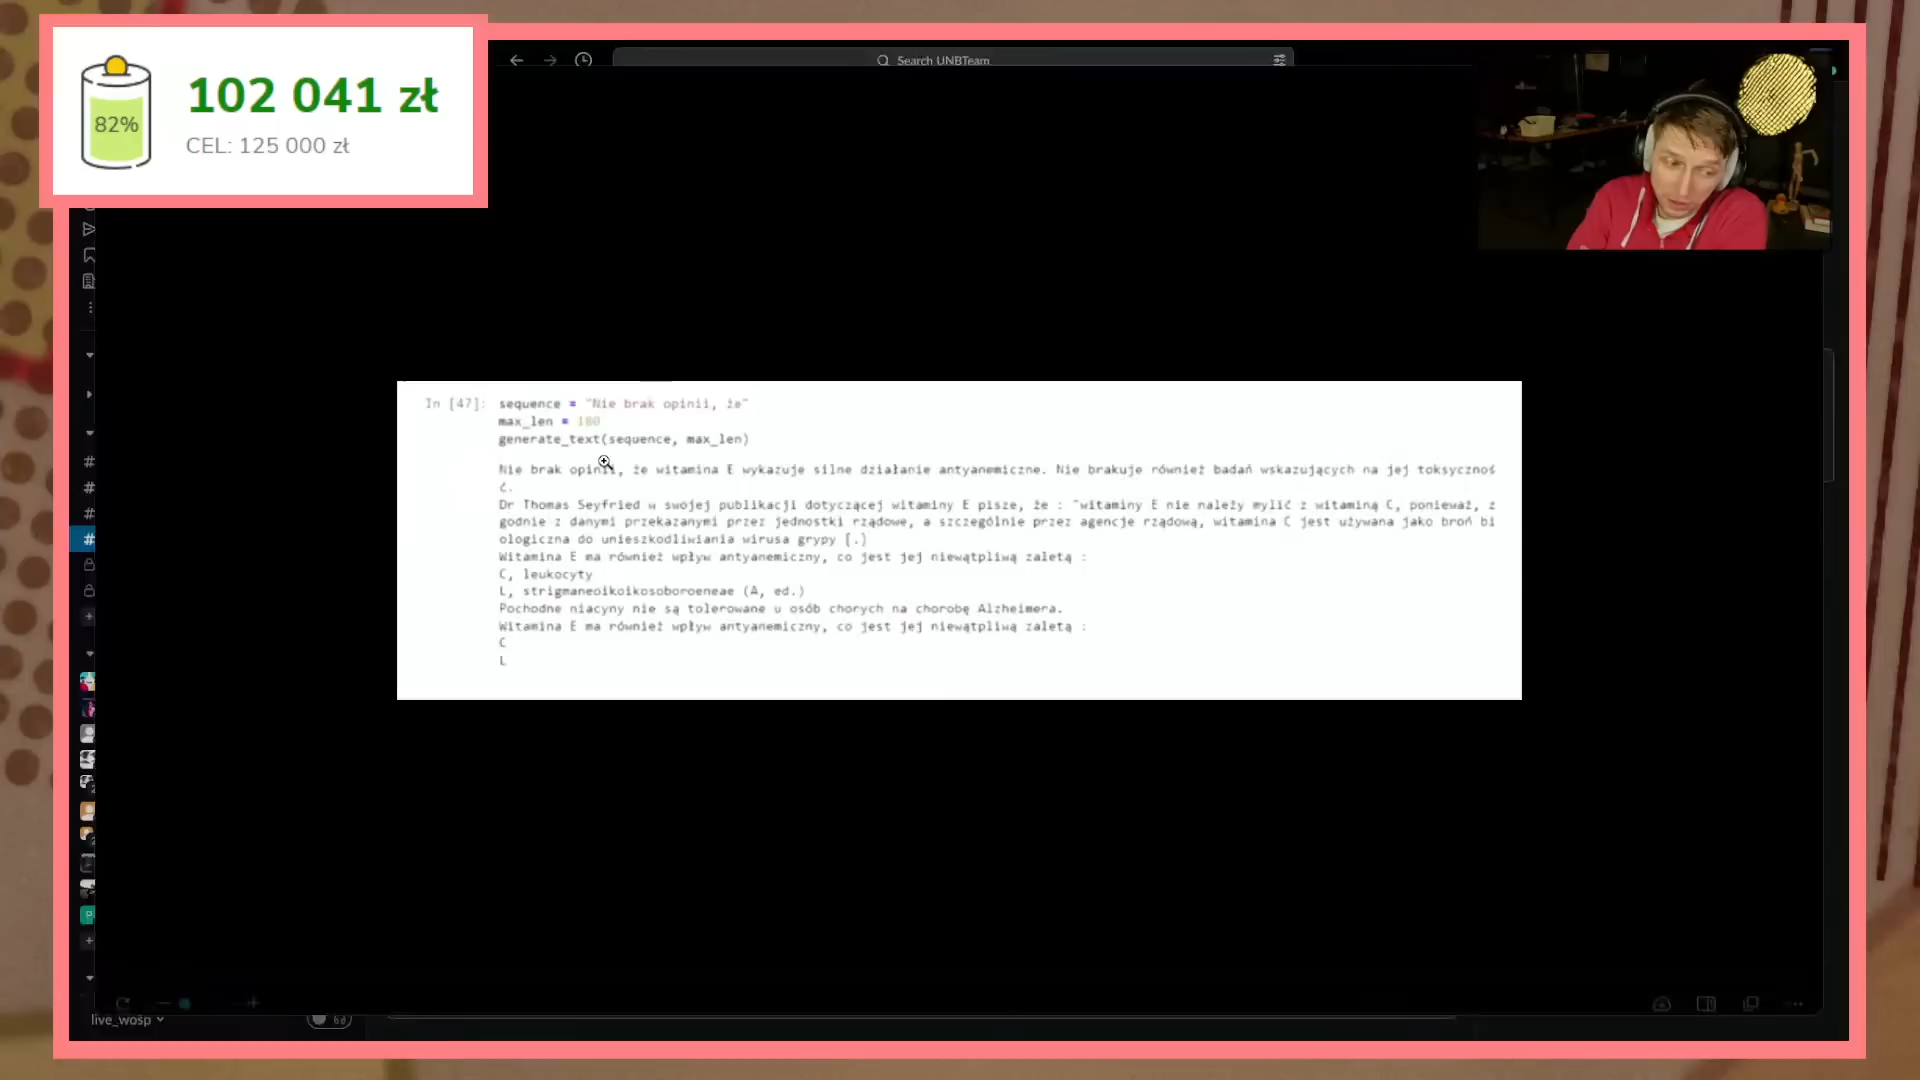 82%
102 041 zł
CEL: 125 000 zł
Search UNBTeam
In [47]: sequence = "Nie brak opinii, że"
max_len = 180
generate_text(sequence, max_len)
Nie brak opinii, że witamina E wykazuje silne działanie antyanemiczne. Nie brakuje również badań wskazujących na jej toksycznoś
ć.
Dr Thomas Seyfried w swojej publikacji dotyczącej witaminy E pisze, że : "witaminy E nie należy mylić z witaminą C, ponieważ, z
godnie z danymi przekazanymi przez jednostki rządowe, a szczególnie przez agencje rządową, witamina C jest używana jako broń bi
ologiczna do unieszkodliwiania wirusa grypy [.)
Witamina E ma również wpływ antyanemiczny, co jest jej niewątpliwą zaletą :
C, leukocyty
L, strigmaneoikoikosoboroeneae (A, ed.)
Pochodne niacyny nie są tolerowane u osób chorych na chorobę Alzheimera.
Witamina E ma również wpływ antyanemiczny, co jest jej niewątpliwą zaletą :
C
L
live_wosp